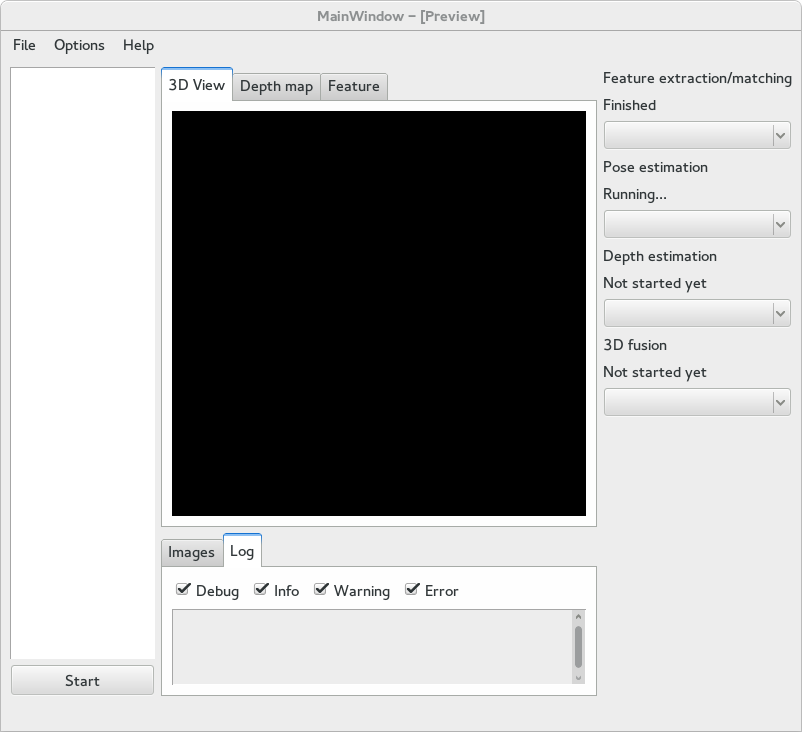 MainWindow – [Preview]
File Options Help
3D View Depth map Feature
Images Log
Debug Info Warning Error
Start
Feature extraction/matching
Finished
Pose estimation
Running...
Depth estimation
Not started yet
3D fusion
Not started yet